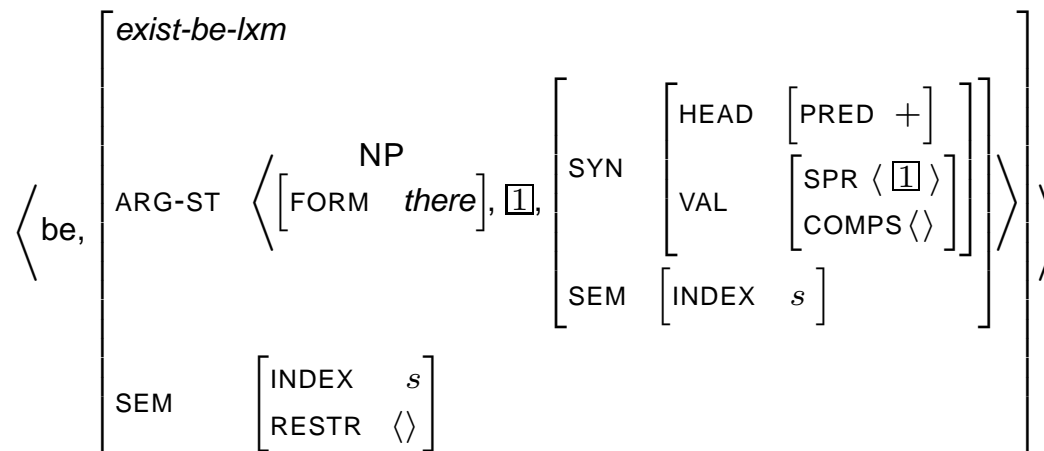 exist-be-lxm
HEAD [PRED +]
NP
⟨ be, ARG-ST ⟨ [FORM there], 1, SYN VAL SPR ⟨ 1 ⟩
COMPS ⟨⟩
SEM [INDEX s]
SEM INDEX s
RESTR ⟨⟩